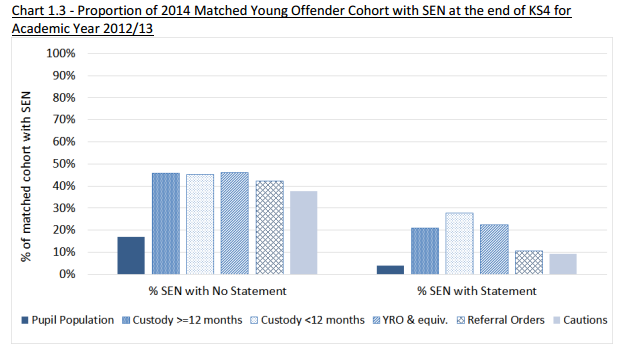 Chart 1.3 - Proportion of 2014 Matched Young Offender Cohort with SEN at the end of KS4 for
Academic Year 2012/13
100%
90%
80%
70%
60%
50%
40%
30%
20%
10%
0%
% of matched cohort with SEN
% SEN with No Statement
% SEN with Statement
Pupil Population
Custody >=12 months
Custody <12 months
YRO & equiv.
Referral Orders
Cautions